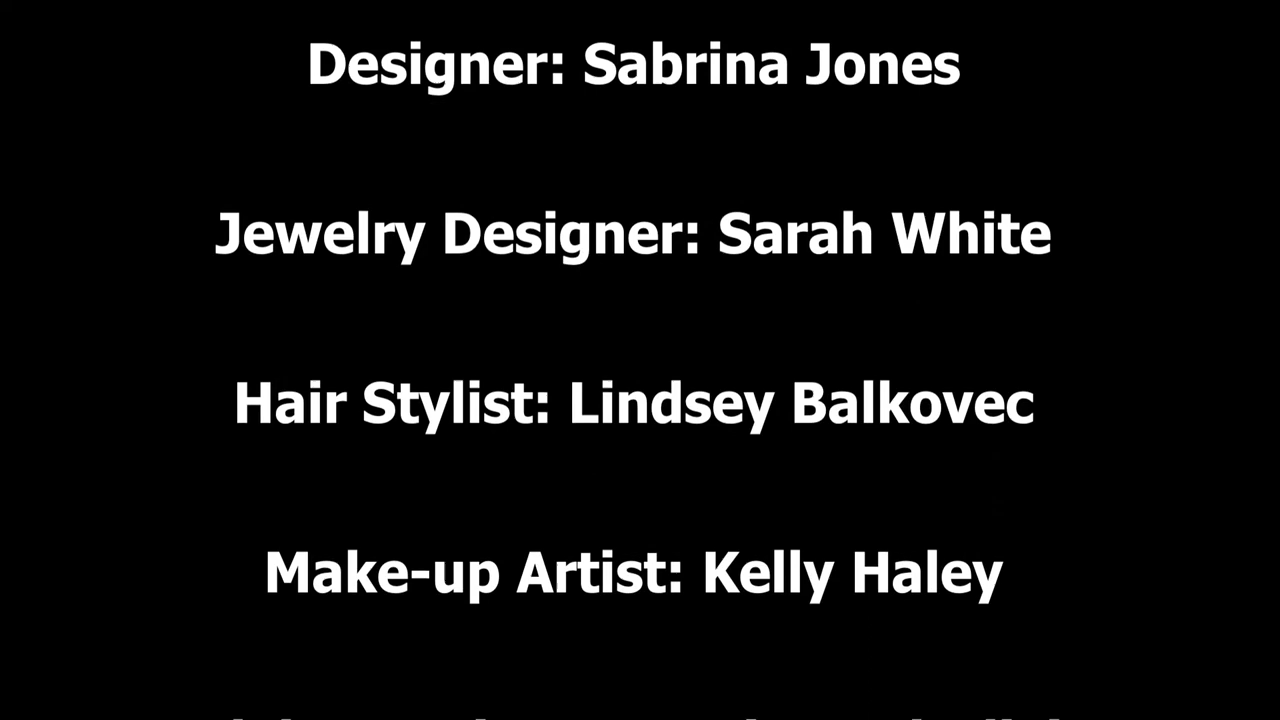 Designer: Sabrina Jones
Jewelry Designer: Sarah White
Hair Stylist: Lindsey Balkovec
Make-up Artist: Kelly Haley